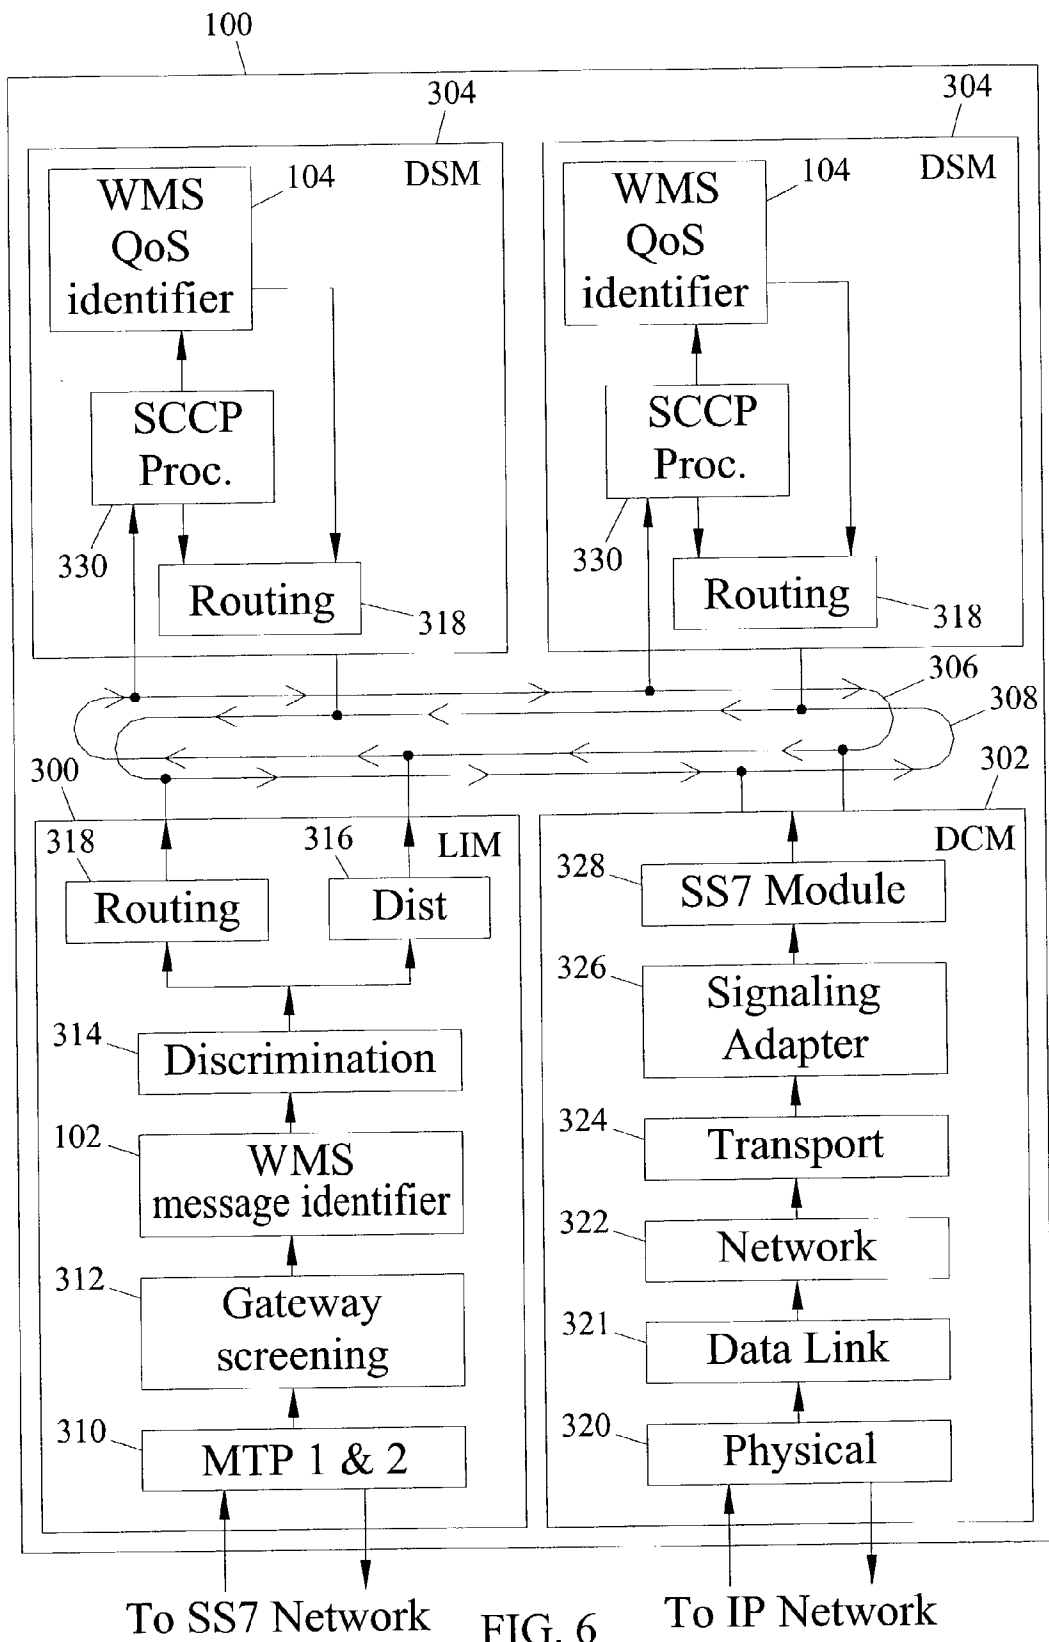 100
304
304
DSM
104
WMS
QoS
identifier
SCCP
Proc.
330
Routing
318
DSM
104
WMS
QoS
identifier
SCCP
Proc.
330
Routing
318
306
308
300
302
LIM
318
Routing
316
Dist
314
Discrimination
102
WMS
message identifier
312
Gateway
screening
310
MTP 1 & 2
To SS7 Network
DCM
328
SS7 Module
326
Signaling
Adapter
324
Transport
322
Network
321
Data Link
320
Physical
To IP Network
FIG. 6